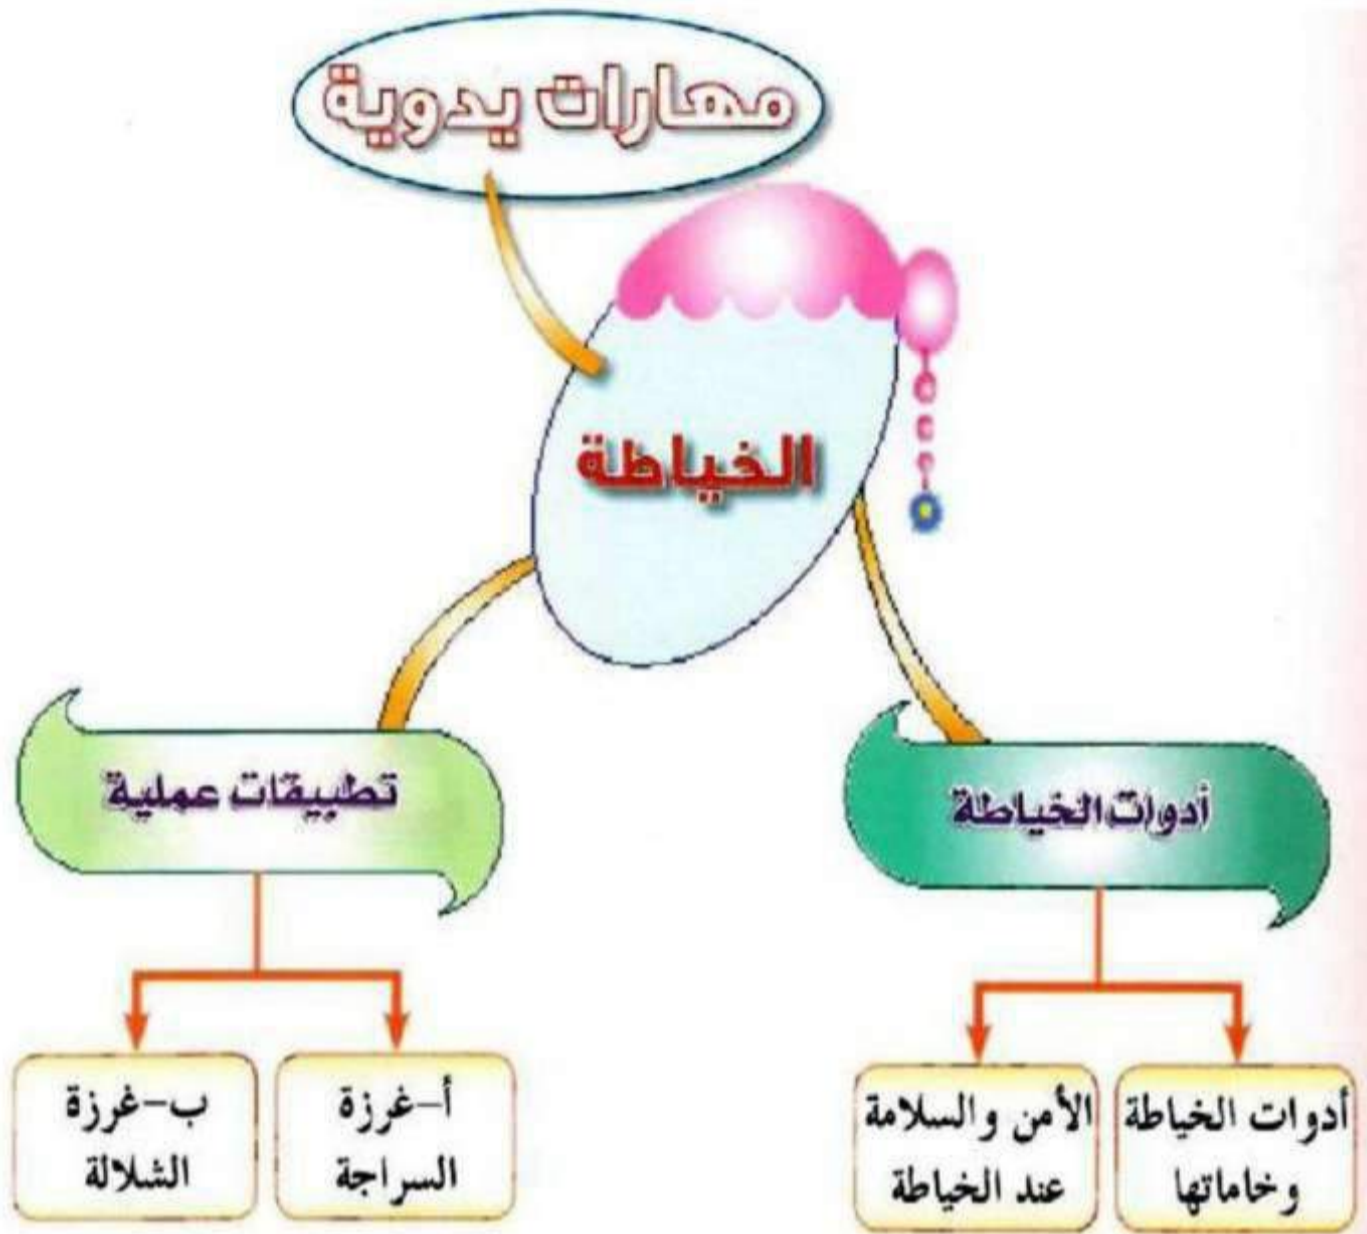 مهارات يدوية
الخياطة
أدوات الخياطة
تطبيقات عملية
أدوات الخياطة
وخاماتها
الأمن والسلامة
عند الخياطة
أ-غرزة
السراجة
ب-غرزة
الشلالة